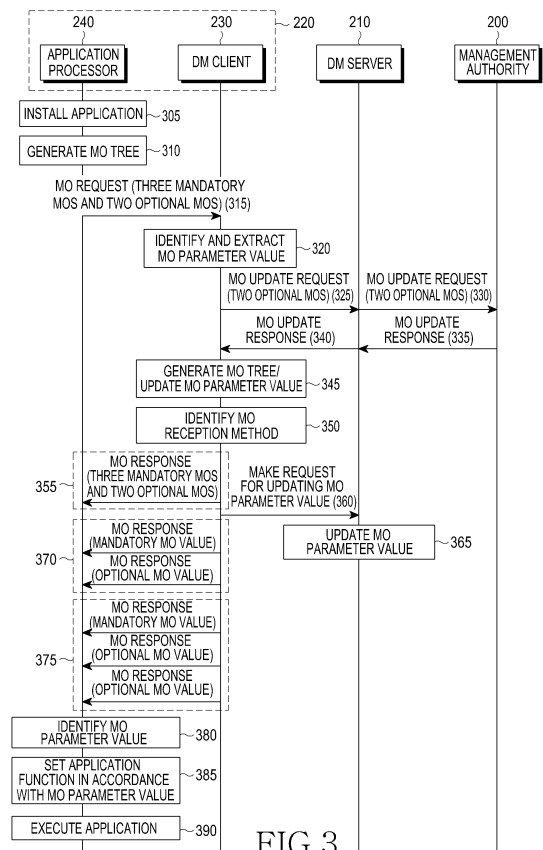 240
230
220
210
200
APPLICATION
PROCESSOR
DM CLIENT
DM SERVER
MANAGEMENT
AUTHORITY
INSTALL APPLICATION
305
GENERATE MO TREE
310
MO REQUEST (THREE MANDATORY
MOS AND TWO OPTIONAL MOS) (315)
IDENTIFY AND EXTRACT
MO PARAMETER VALUE
320
MO UPDATE REQUEST
(TWO OPTIONAL MOS) (325)
MO UPDATE REQUEST
(TWO OPTIONAL MOS) (330)
MO UPDATE
RESPONSE (340)
MO UPDATE
RESPONSE (335)
GENERATE MO TREE/
UPDATE MO PARAMETER VALUE
345
IDENTIFY MO
RECEPTION METHOD
350
355
MO RESPONSE
(THREE MANDATORY MOS
AND TWO OPTIONAL MOS)
MAKE REQUEST
FOR UPDATING MO
PARAMETER VALUE (360)
UPDATE MO
PARAMETER VALUE
365
370
MO RESPONSE
(MANDATORY MO VALUE)
MO RESPONSE
(OPTIONAL MO VALUE)
375
MO RESPONSE
(MANDATORY MO VALUE)
MO RESPONSE
(OPTIONAL MO VALUE)
MO RESPONSE
(OPTIONAL MO VALUE)
IDENTIFY MO
PARAMETER VALUE
380
SET APPLICATION
FUNCTION IN ACCORDANCE
WITH MO PARAMETER VALUE
385
EXECUTE APPLICATION
390
FIG.3